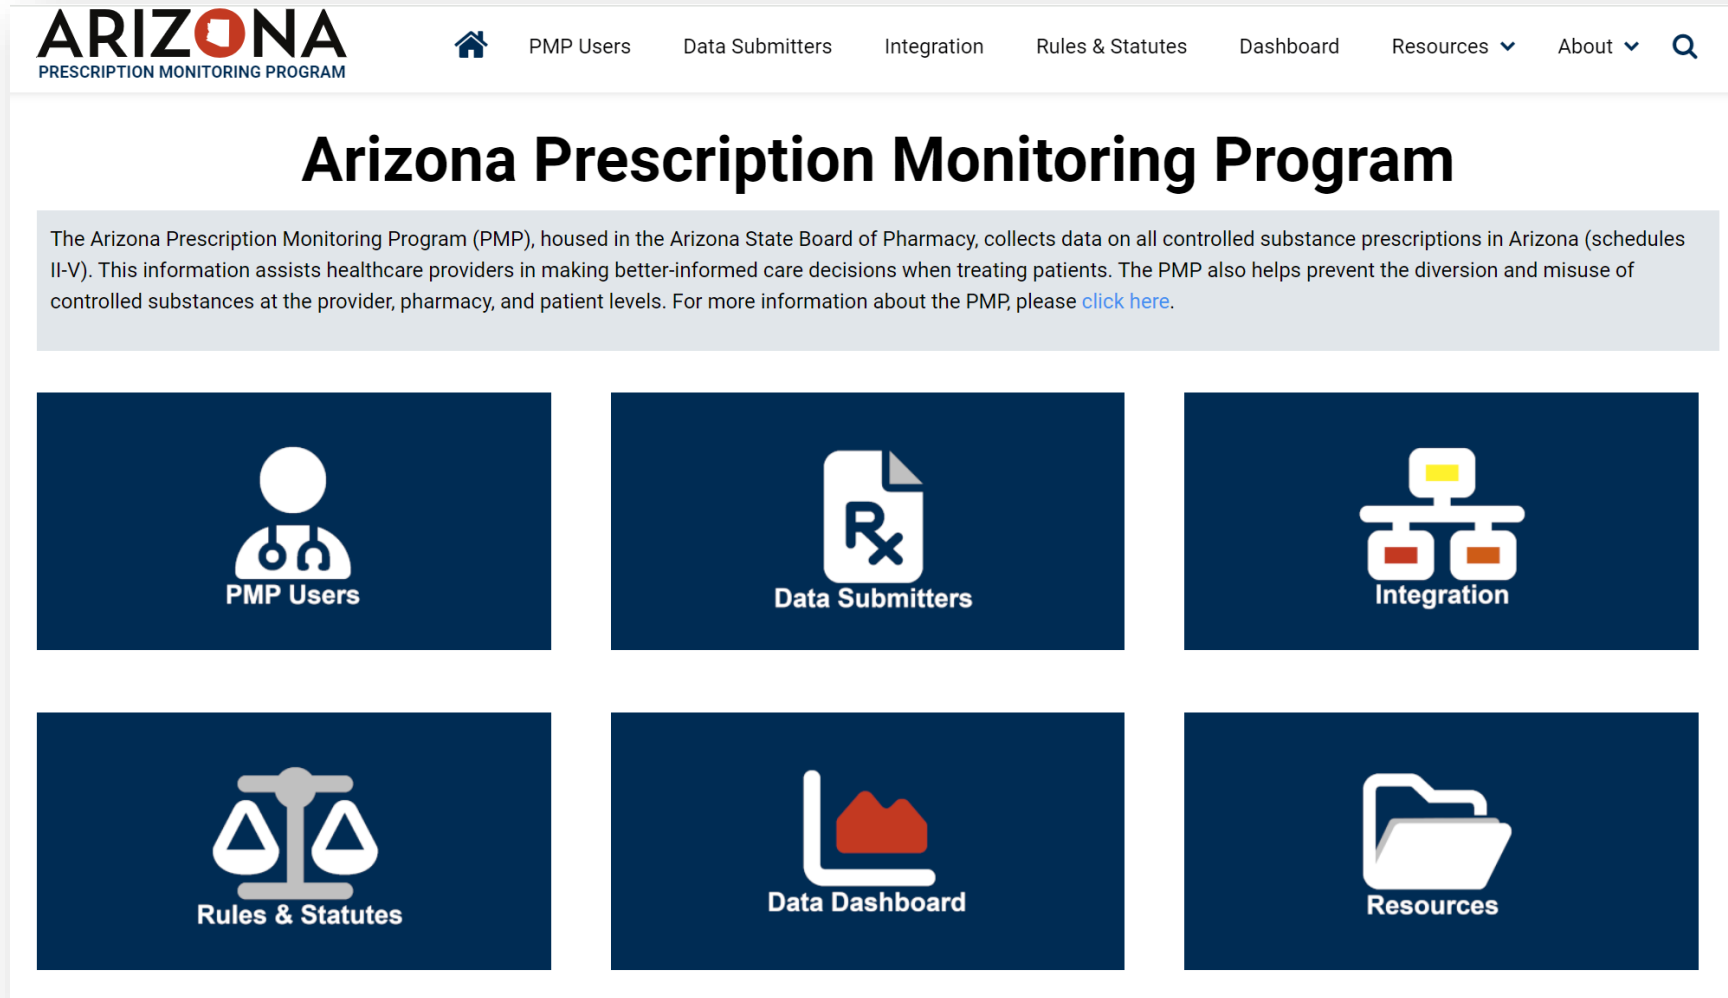 ARIZONA
PRESCRIPTION MONITORING PROGRAM
PMP Users
Data Submitters
Integration
Rules & Statutes
Dashboard
Resources
About
Arizona Prescription Monitoring Program
The Arizona Prescription Monitoring Program (PMP), housed in the Arizona State Board of Pharmacy, collects data on all controlled substance prescriptions in Arizona (schedules
II-V). This information assists healthcare providers in making better-informed care decisions when treating patients. The PMP also helps prevent the diversion and misuse of
controlled substances at the provider, pharmacy, and patient levels. For more information about the PMP, please click here.
PMP Users
Rx
Data Submitters
Integration
Rules & Statutes
Data Dashboard
Resources